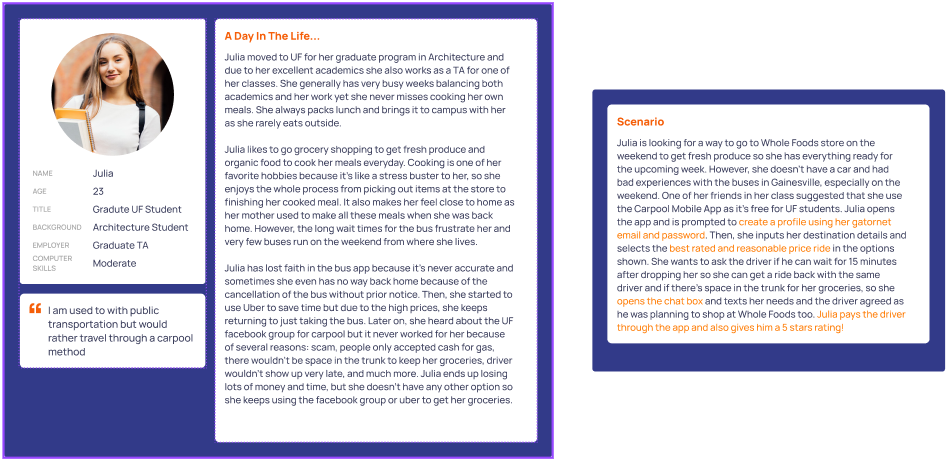 NAME Julia
AGE 23
TITLE Gradute UF Student
BACKGROUND Architecture Student
EMPLOYER Graduate TA
COMPUTER SKILLS Moderate
“ I am used to with public
transportation but would
rather travel through a carpool
method
A Day In The Life...
Julia moved to UF for her graduate program in Architecture and
due to her excellent academics she also works as a TA for one of
her classes. She generally has very busy weeks balancing both
academics and her work yet she never misses cooking her own
meals. She always packs lunch and brings it to campus with her
as she rarely eats outside.
Julia likes to go grocery shopping to get fresh produce and
organic food to cook her meals everyday. Cooking is one of her
favorite hobbies because it's like a stress buster to her, so she
enjoys the whole process from picking out items at the store to
finishing her cooked meal. It also makes her feel close to home as
her mother used to make all these meals when she was back
home. However, the long wait times for the bus frustrate her and
very few buses run on the weekend from where she lives.
Julia has lost faith in the bus app because it's never accurate and
sometimes she even has no way back home because of the
cancellation of the bus without prior notice. Then, she started to
use Uber to save time but due to the high prices, she keeps
returning to just taking the bus. Later on, she heard about the UF
facebook group for carpool but it never worked for her because
of several reasons: scam, people only accepted cash for gas,
there wouldn't be space in the trunk to keep her groceries, driver
wouldn't show up very late, and much more. Julia ends up losing
lots of money and time, but she doesn't have any other option so
she keeps using the facebook group or uber to get her groceries.
Scenario
Julia is looking for a way to go to Whole Foods store on the
weekend to get fresh produce so she has everything ready for
the upcoming week. However, she doesn't have a car and had
bad experiences with the buses in Gainesville, especially on the
weekend. One of her friends in her class suggested that she use
the Carpool Mobile App as it's free for UF students. Julia opens
the app and is prompted to create a profile using her gatornet
email and password. Then, she inputs her destination details and
selects the best rated and reasonable price ride in the options
shown. She wants to ask the driver if he can wait for 15 minutes
after dropping her so she can get a ride back with the same
driver and if there's space in the trunk for her groceries, so she
opens the chat box and texts her needs and the driver agreed as
he was planning to shop at Whole Foods too. Julia pays the driver
through the app and also gives him a 5 stars rating!